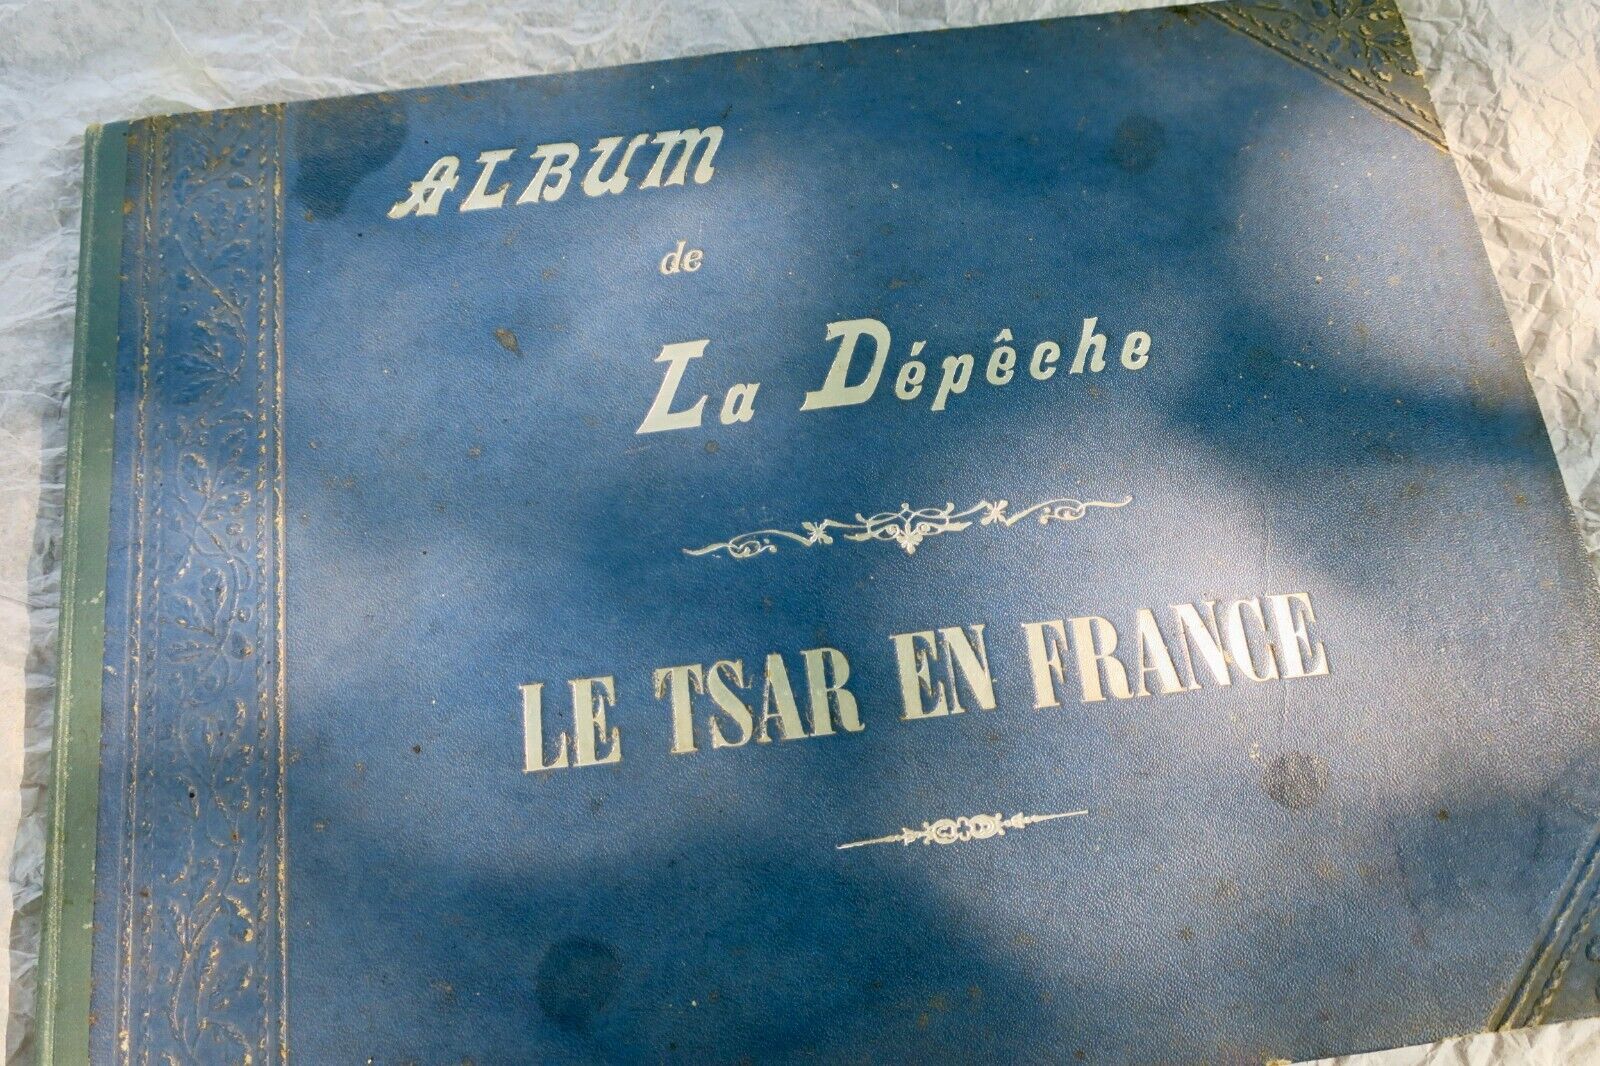 ALBUM
de
La Dépêche
LE TSAR EN FRANCE